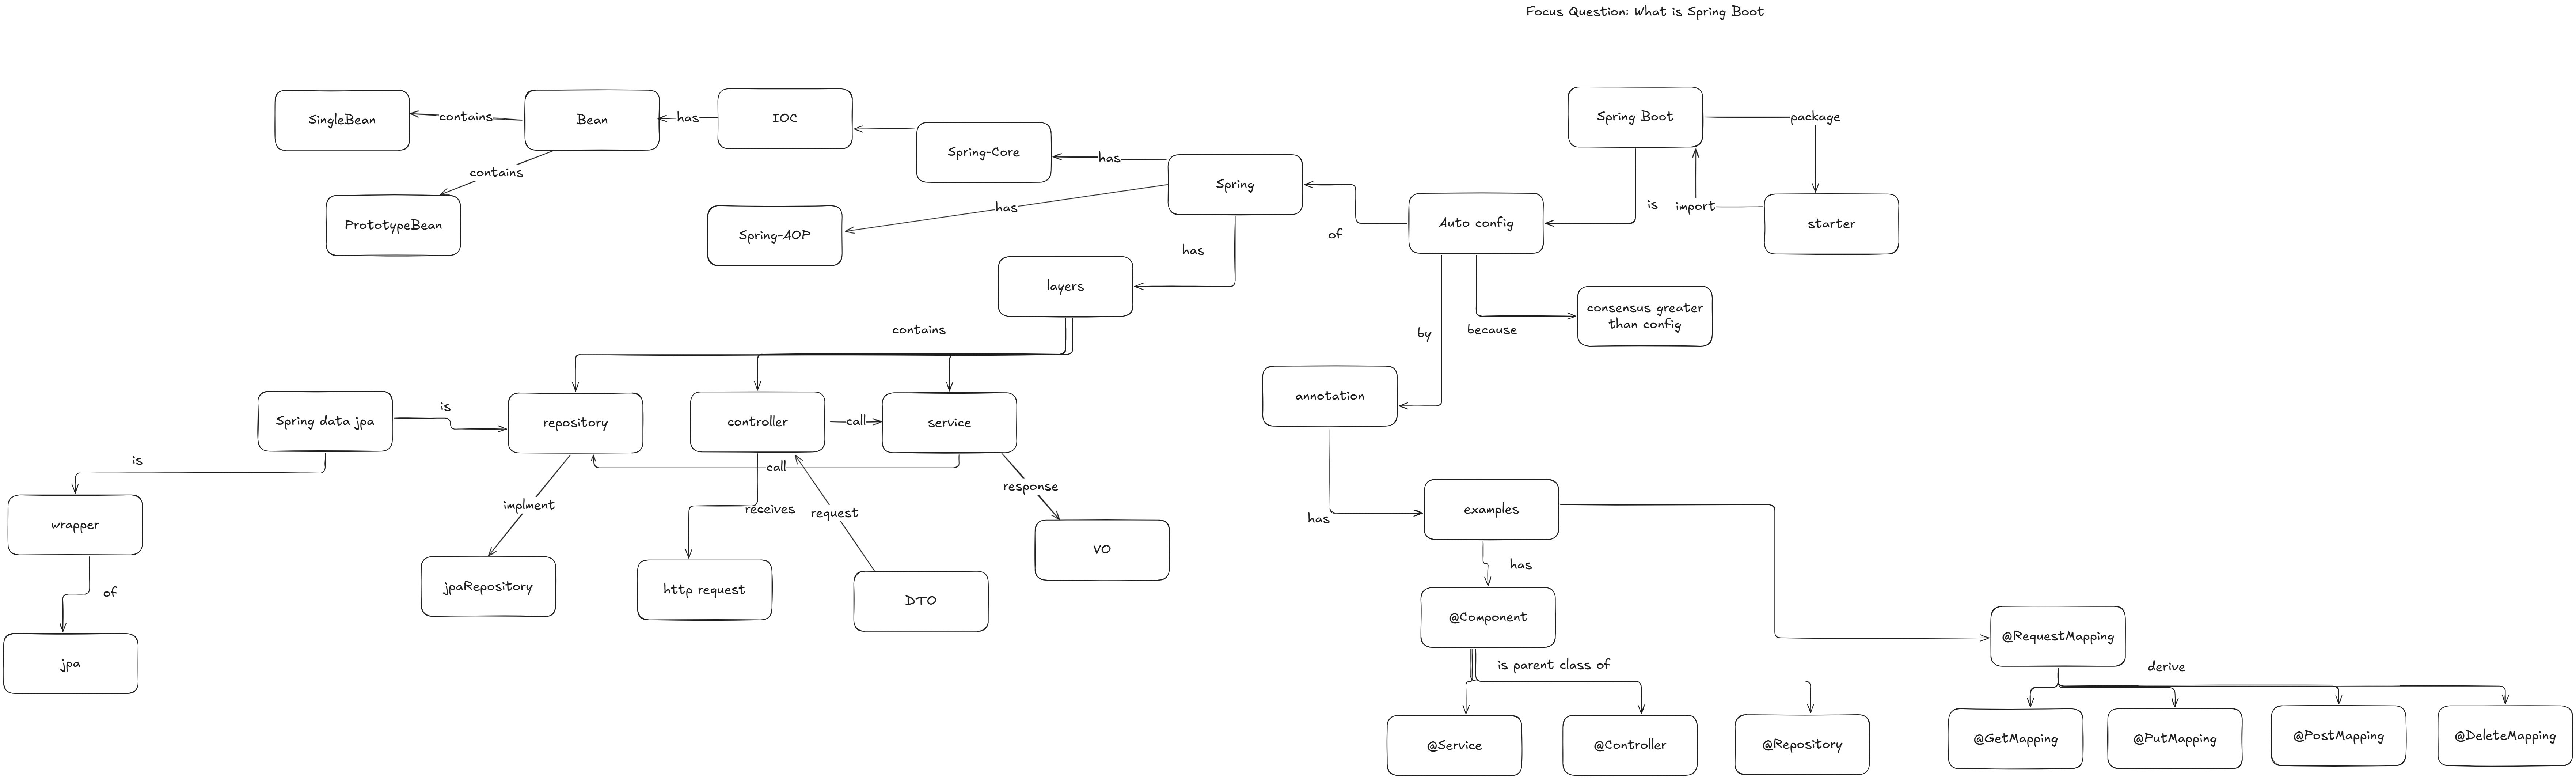 Focus Question: What is Spring Boot
SingleBean
contains
Bean
has
IOC
Spring Boot
package
contains
PrototypeBean
Spring-Core
has
Spring
has
Spring-AOP
of
Auto config
is
import
starter
has
layers
contains
by
because
consensus greater
than config
annotation
Spring data jpa
is
repository
controller
call
service
is
call
wrapper
implment
receives
request
response
VO
has
examples
of
jpaRepository
http request
DTO
has
jpa
@Component
@RequestMapping
is parent class of
derive
@Service
@Controller
@Repository
@GetMapping
@PutMapping
@PostMapping
@DeleteMapping